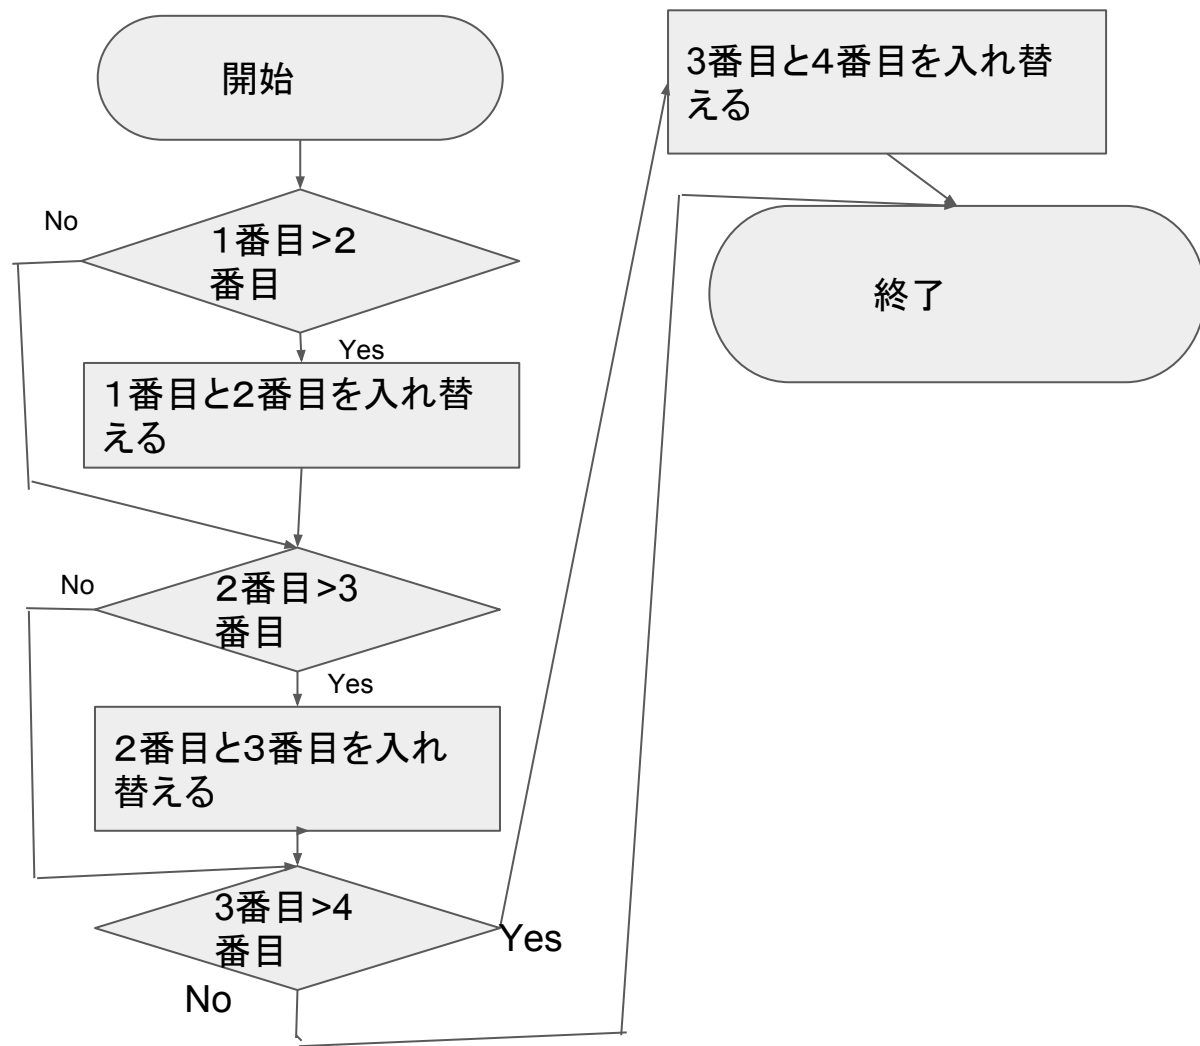 開始
No
１番目>２
番目
Yes
１番目と２番目を入れ替
える
No
２番目>3
番目
Yes
２番目と３番目を入れ
替える
3番目>4
番目
Yes
No
3番目と４番目を入れ替
える
終了